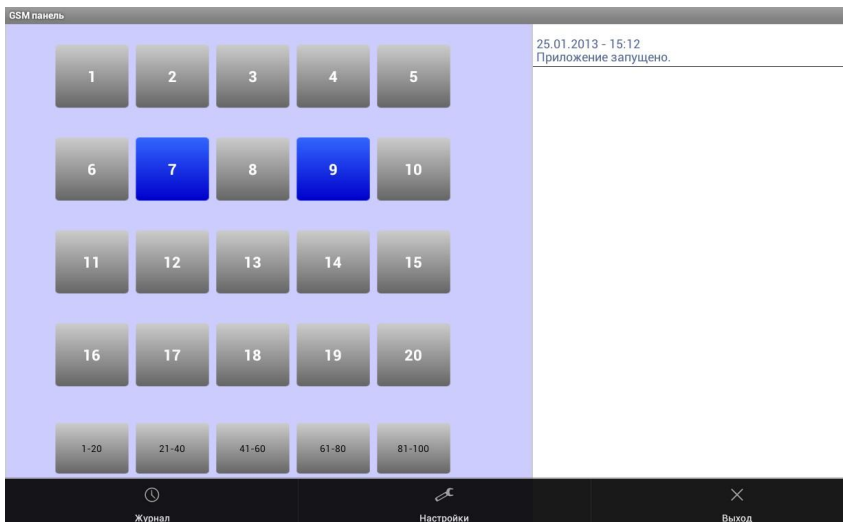 GSM панель
1 2 3 4 5
6 7 8 9 10
11 12 13 14 15
16 17 18 19 20
1-20 21-40 41-60 61-80 81-100
25.01.2013 - 15:12
Приложение запущено.
Журнал Настройки Выход